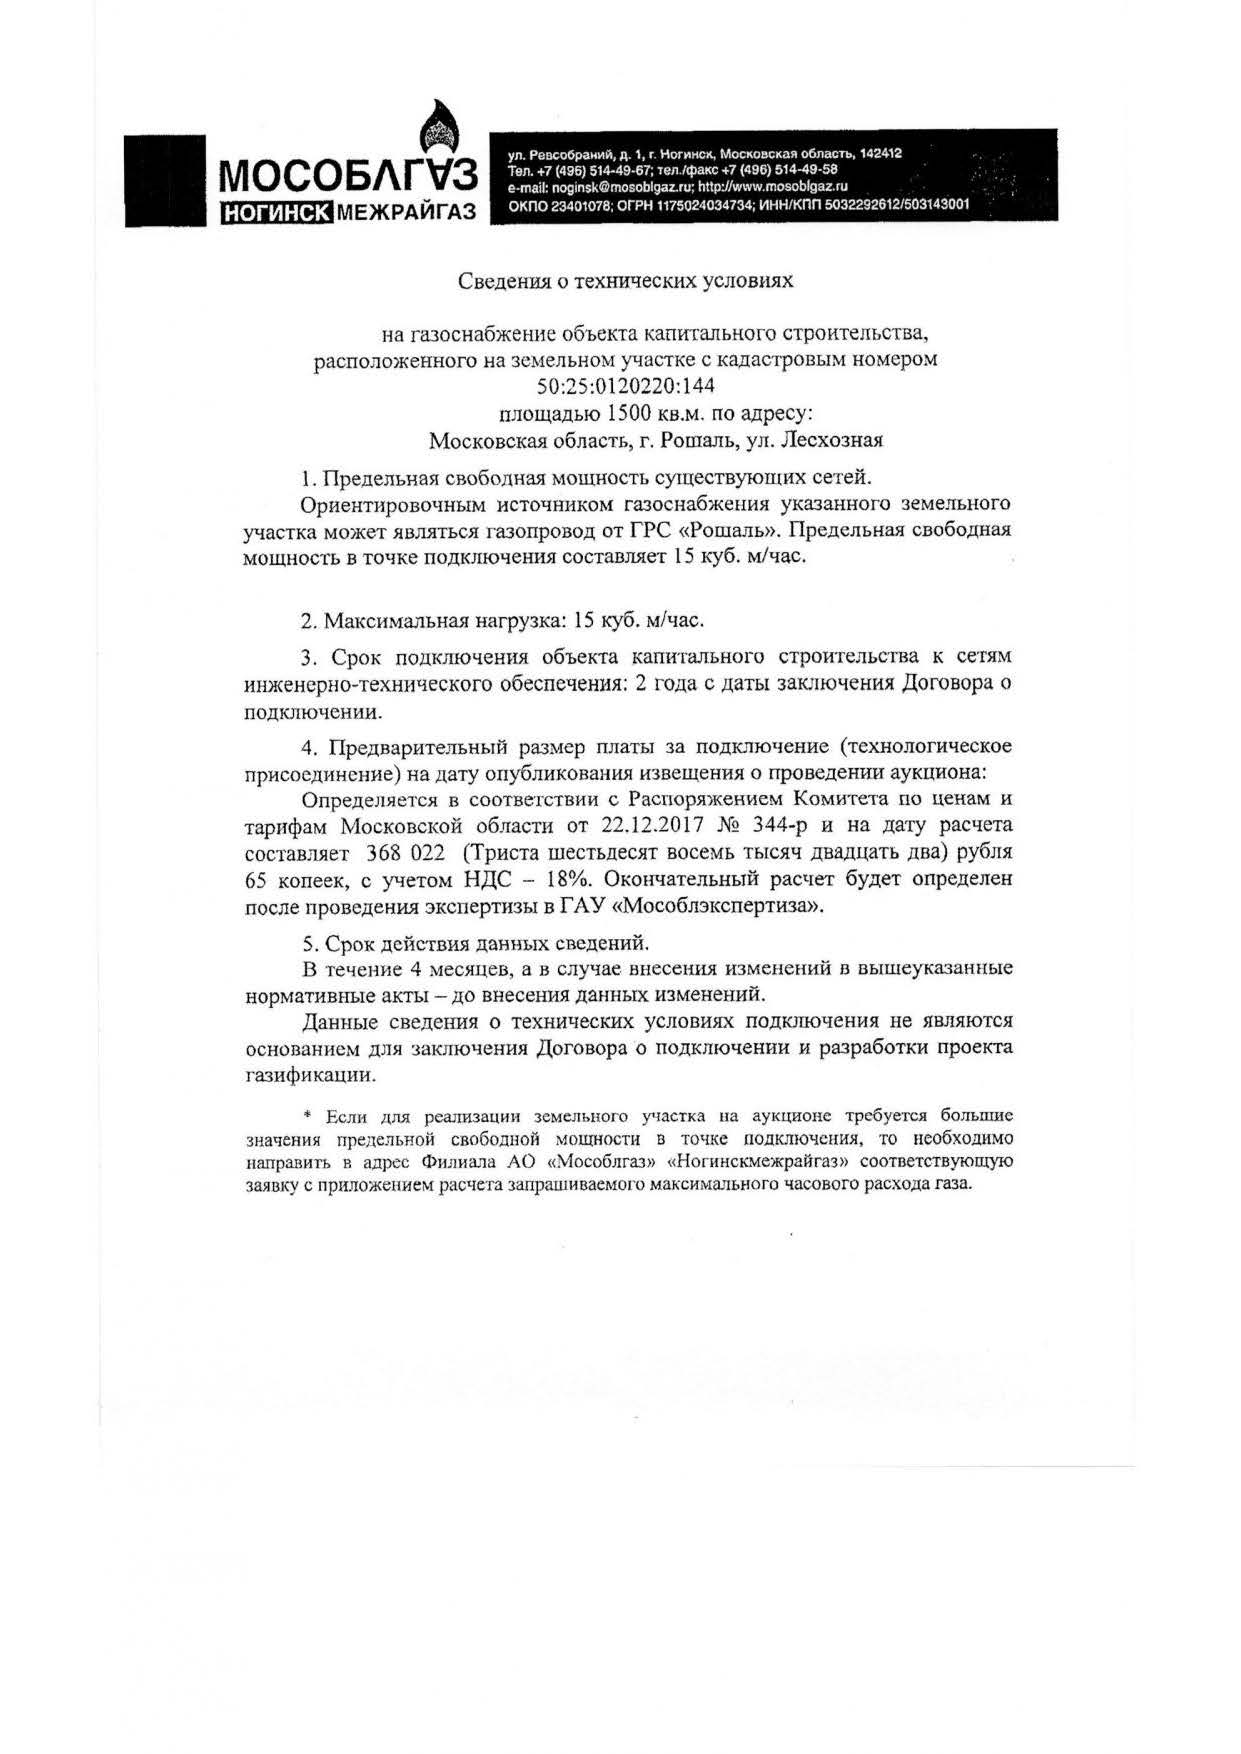 МОСОБЛГАЗ
НОГИНСК МЕЖРАЙГАЗ
ул. Ревсобраний, д. 1, г. Ногинск, Московская область, 142412
Тел. +7 (496) 514-49-67; тел./факс +7 (496) 514-49-58
e-mail: noginsk@mosoblgaz.ru; http://www.mosoblgaz.ru
ОКПО 23401078; ОГРН 1175024034734; ИНН/КПП 5032292612/503143001
Сведения о технических условиях
на газоснабжение объекта капитального строительства,
расположенного на земельном участке с кадастровым номером
50:25:0120220:144
площадью 1500 кв.м. по адресу:
Московская область, г. Рошаль, ул. Лесхозная
1. Предельная свободная мощность существующих сетей.
Ориентировочным источником газоснабжения указанного земельного
участка может являться газопровод от ГРС «Рошаль». Предельная свободная
мощность в точке подключения составляет 15 куб. м/час.
2. Максимальная нагрузка: 15 куб. м/час.
3. Срок подключения объекта капитального строительства к сетям
инженерно-технического обеспечения: 2 года с даты заключения Договора о
подключении.
4. Предварительный размер платы за подключение (технологическое
присоединение) на дату опубликования извещения о проведении аукциона:
Определяется в соответствии с Распоряжением Комитета по ценам и
тарифам Московской области от 22.12.2017 № 344-р и на дату расчета
составляет 368 022 (Триста шестьдесят восемь тысяч двадцать два) рубля
65 копеек, с учетом НДС – 18%. Окончательный расчет будет определен
после проведения экспертизы в ГАУ «Мособлэкспертиза».
5. Срок действия данных сведений.
В течение 4 месяцев, а в случае внесения изменений в вышеуказанные
нормативные акты – до внесения данных изменений.
Данные сведения о технических условиях подключения не являются
основанием для заключения Договора о подключении и разработки проекта
газификации.
* Если для реализации земельного участка на аукционе требуется большие
значения предельной свободной мощности в точке подключения, то необходимо
направить в адрес Филиала АО «Мособлгаз» «Ногинскмежрайгаз» соответствующую
заявку с приложением расчета запрашиваемого максимального часового расхода газа.